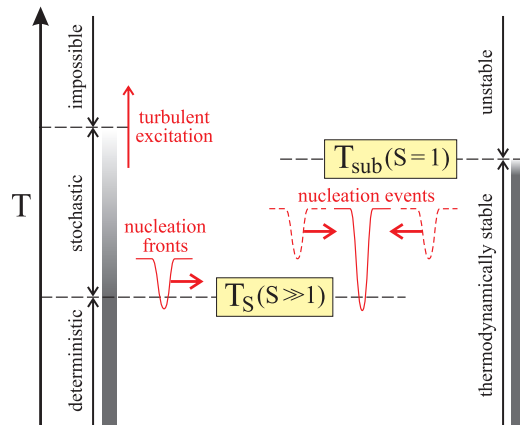 impossible
stochastic
deterministic
T
turbulent
excitation
nucleation
fronts
T_S(S≫1)
T_sub(S=1)
nucleation events
unstable
thermodynamically stable